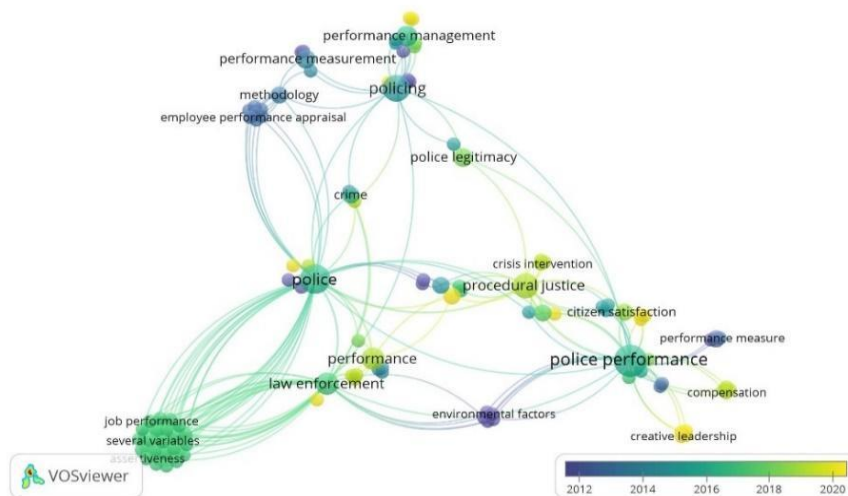 performance management
performance measurement
policing
methodology
employee performance appraisal
police legitimacy
crime
crisis intervention
police
procedural justice
citizen satisfaction
performance measure
performance
police performance
law enforcement
compensation
environmental factors
job performance
creative leadership
several variables
assertiveness
VOSviewer
2012 2014 2016 2018 2020